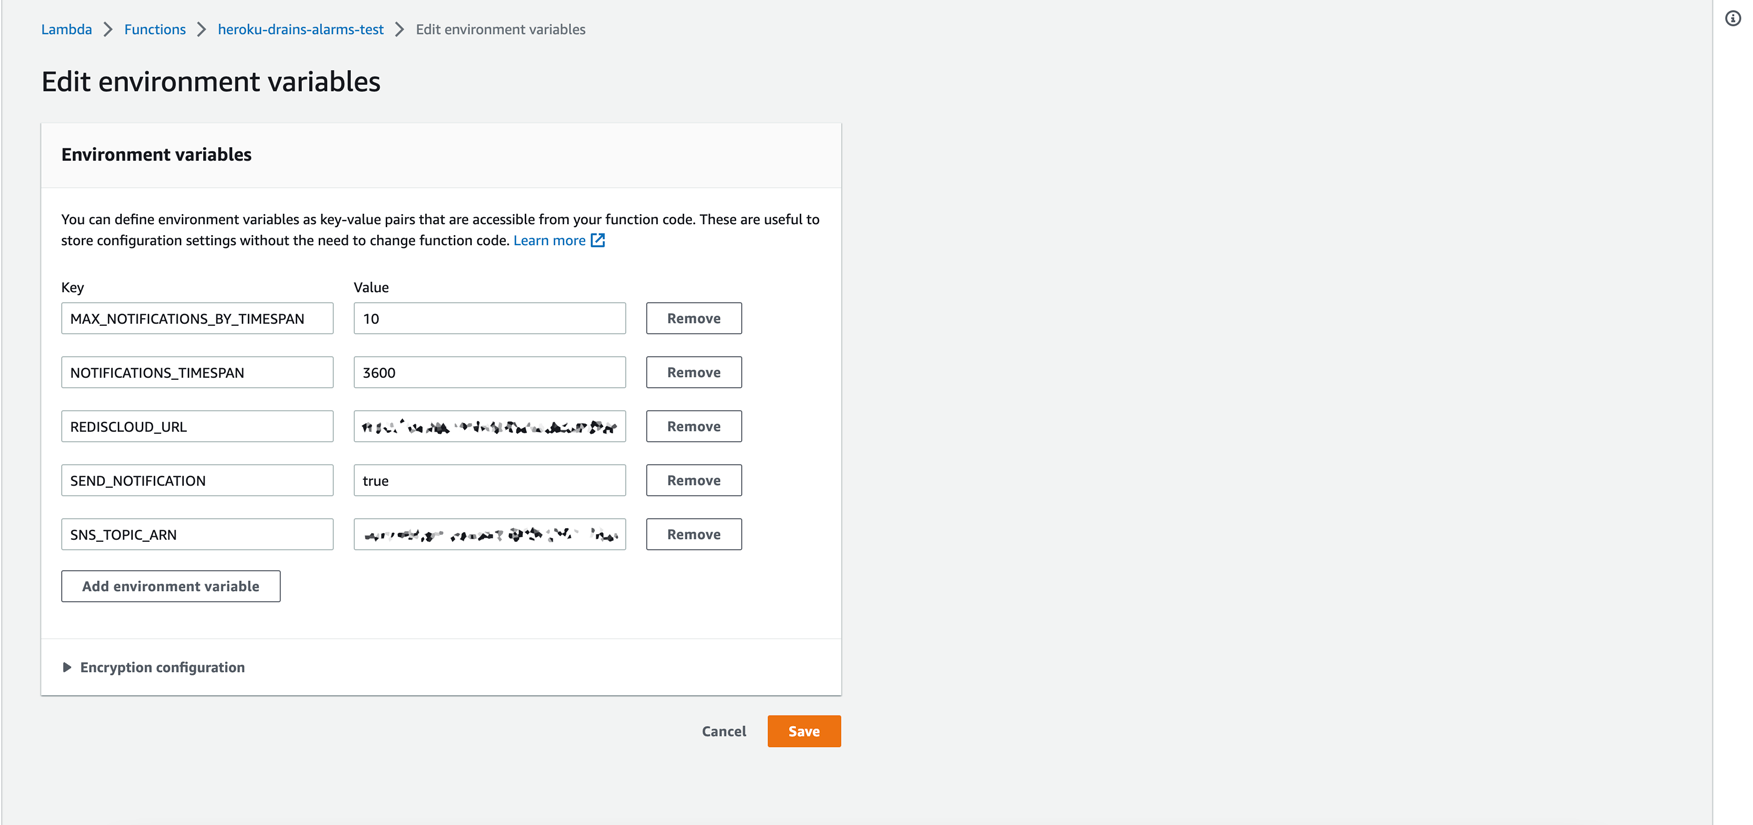 Lambda > Functions > heroku-drains-alarms-test > Edit environment variables
Edit environment variables
Environment variables
You can define environment variables as key-value pairs that are accessible from your function code. These are useful to
store configuration settings without the need to change function code. Learn more
Key Value
MAX_NOTIFICATIONS_BY_TIMESPAN 10 Remove
NOTIFICATIONS_TIMESPAN 3600 Remove
REDISCLOUD_URL Remove
SEND_NOTIFICATION true Remove
SNS_TOPIC_ARN Remove
Add environment variable
Encryption configuration
Cancel Save